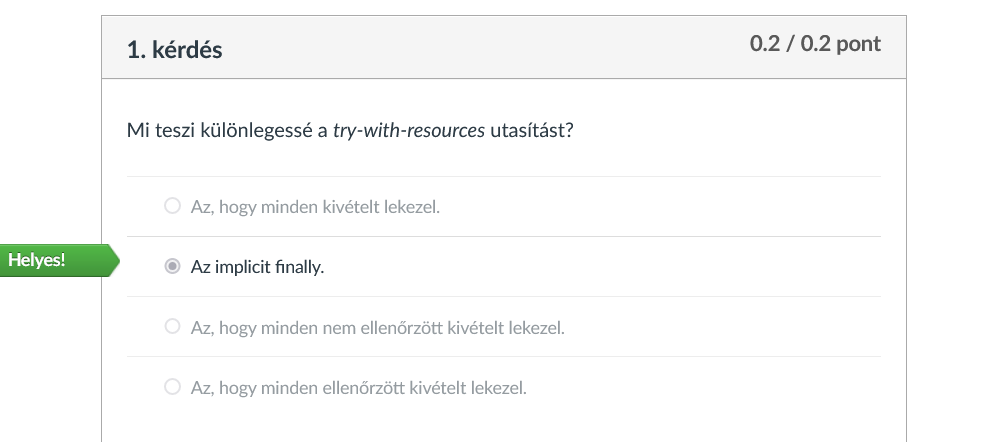 1. kérdés
0.2 / 0.2 pont
Mi teszi különlegessé a try-with-resources utasítást?
Az, hogy minden kivételt lekezel.
Helyes!
Az implicit finally.
Az, hogy minden nem ellenőrzött kivételt lekezel.
Az, hogy minden ellenőrzött kivételt lekezel.